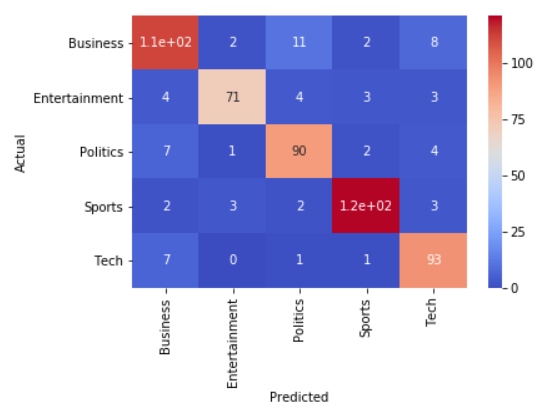 Business 1.1e+02 2 11 2 8
Entertainment 4 71 4 3 3
Politics 7 1 90 2 4
Sports 2 3 2 1.2e+02 3
Tech 7 0 1 1 93
Actual
Business Entertainment Politics Sports Tech
Predicted
100
75
50
25
0